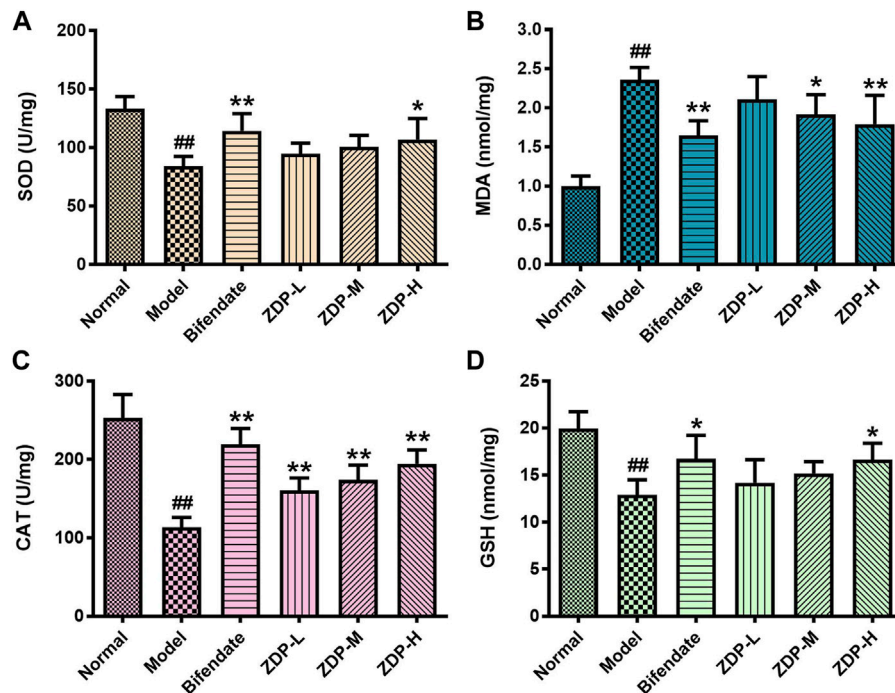 A
SOD (U/mg)
200
150
100
50
0
##
**
*
Normal
Model
Bifendate
ZDP-L
ZDP-M
ZDP-H
B
MDA (nmol/mg)
3.0
2.5
2.0
1.5
1.0
0.5
0.0
##
**
*
**
Normal
Model
Bifendate
ZDP-L
ZDP-M
ZDP-H
C
CAT (U/mg)
300
200
100
0
##
**
**
**
**
Normal
Model
Bifendate
ZDP-L
ZDP-M
ZDP-H
D
GSH (nmol/mg)
25
20
15
10
5
0
##
*
*
Normal
Model
Bifendate
ZDP-L
ZDP-M
ZDP-H